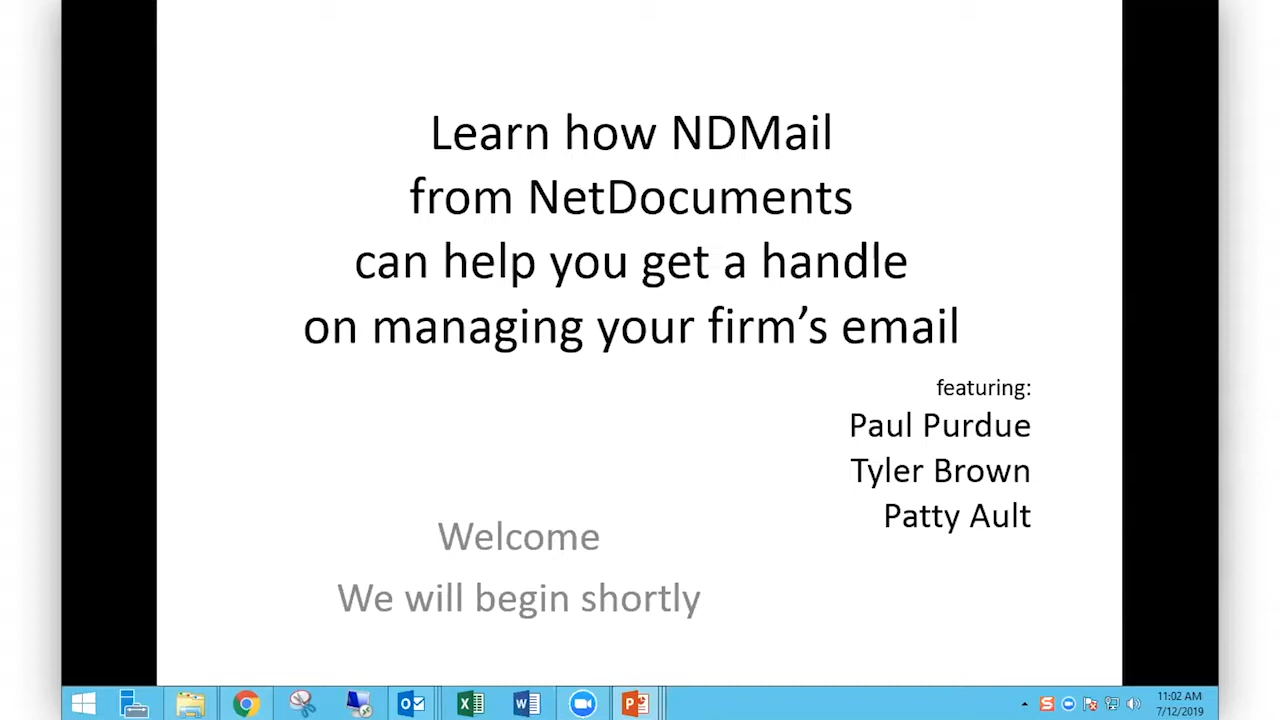 Learn how NDMail
from NetDocuments
can help you get a handle
on managing your firm’s email
featuring:
Paul Purdue
Tyler Brown
Patty Ault
Welcome
We will begin shortly
11:02 AM
7/12/2019